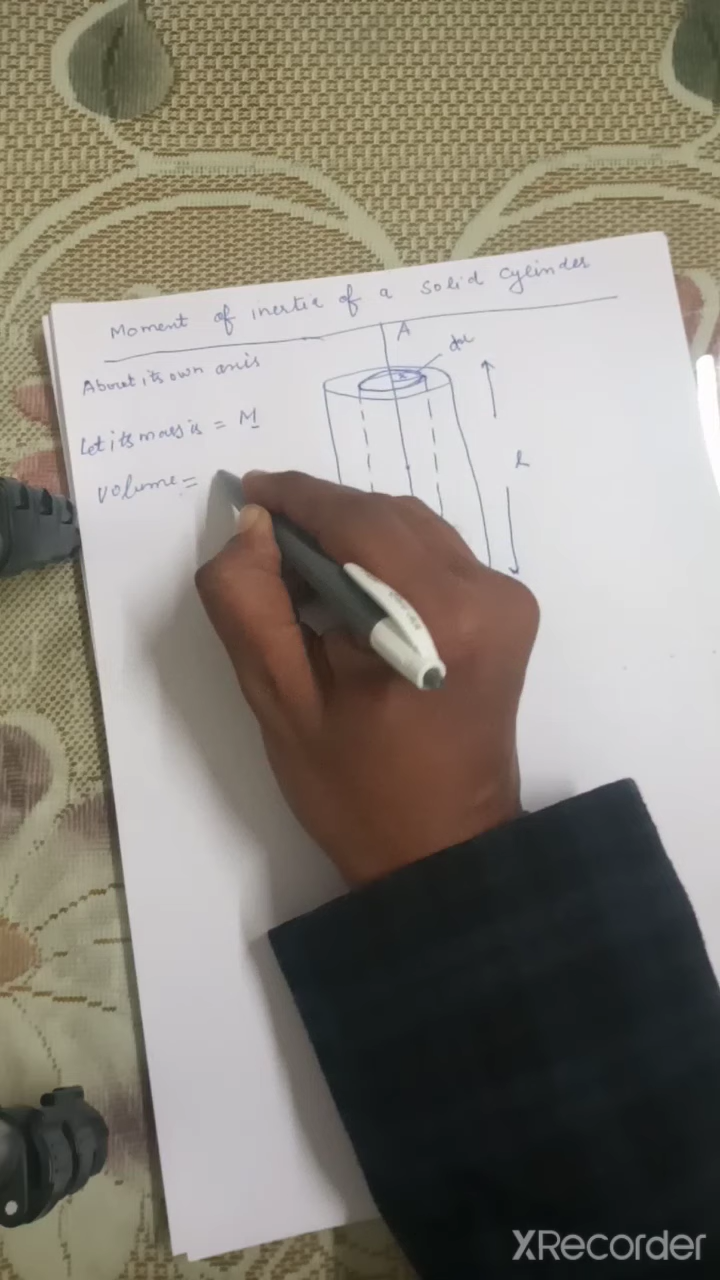 Moment of inertia of a solid cylinder
A
dx
About its own axis
x
Let its mass is = M
l
volume =
XRecorder